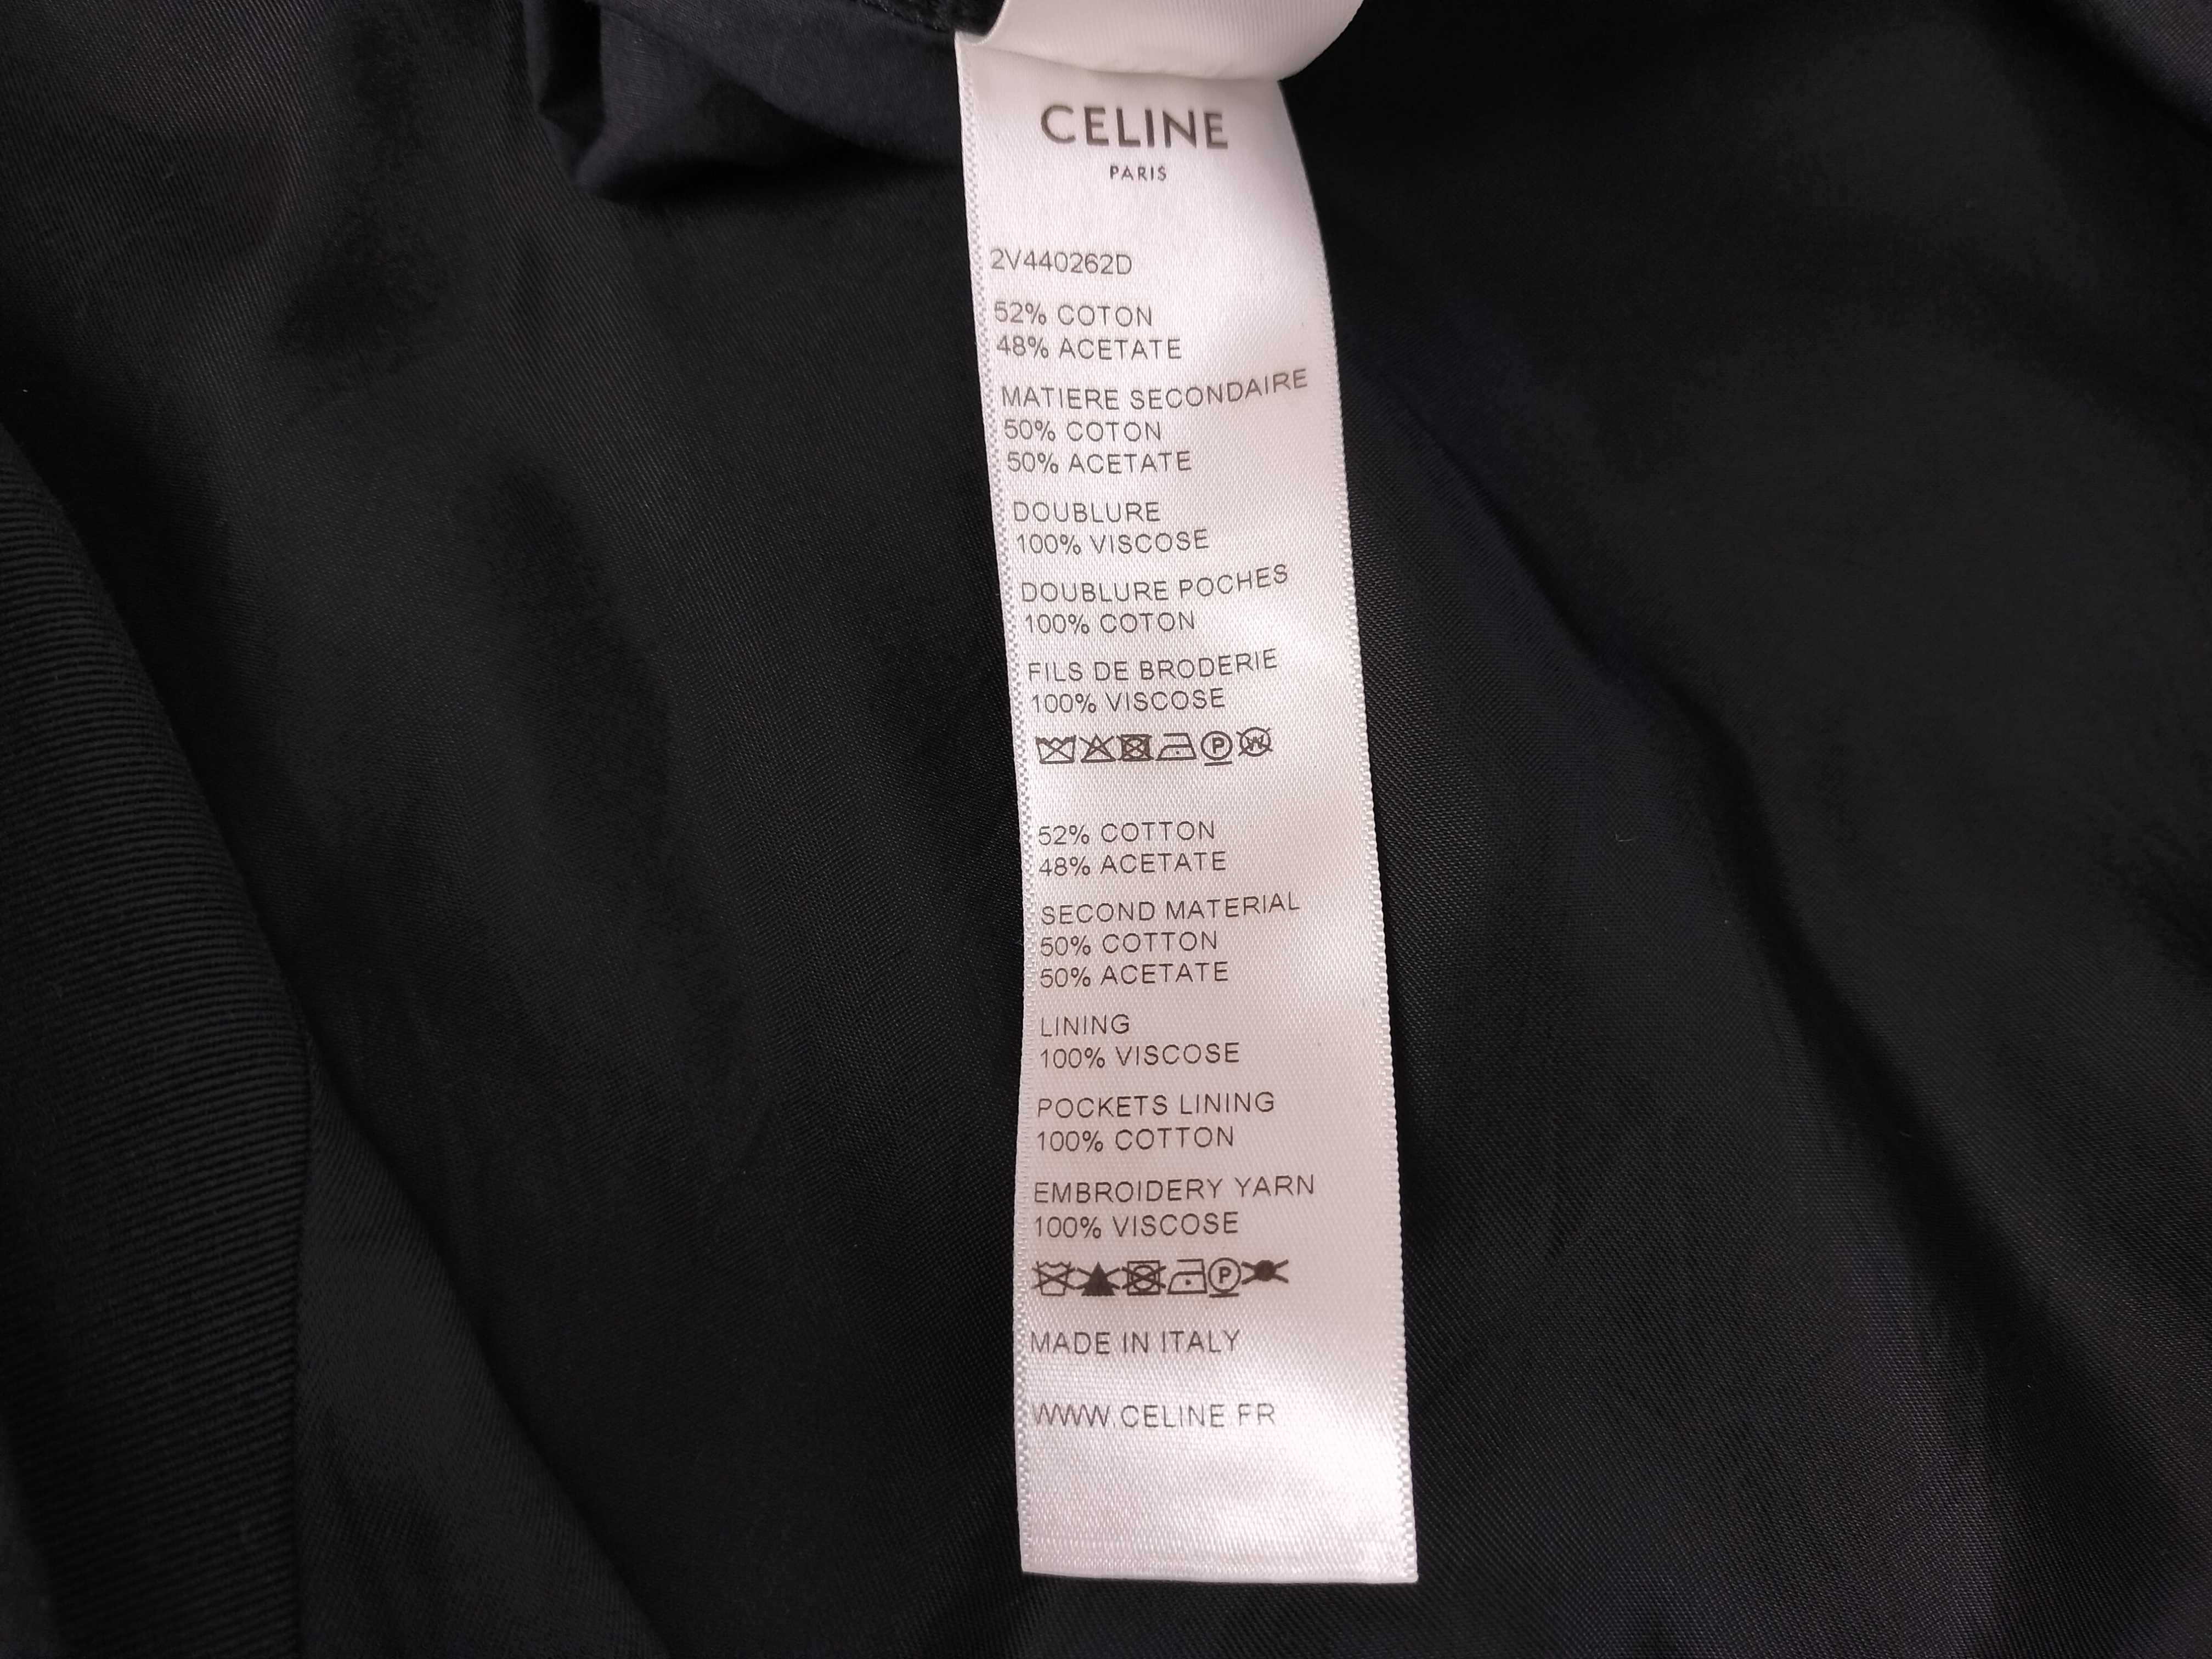 CELINE
PARIS
2V440262D
52% COTON
48% ACETATE
MATIERE SECONDAIRE
50% COTON
50% ACETATE
DOUBLURE
100% VISCOSE
DOUBLURE POCHES
100% COTON
FILS DE BRODERIE
100% VISCOSE
P W
52% COTTON
48% ACETATE
SECOND MATERIAL
50% COTTON
50% ACETATE
LINING
100% VISCOSE
POCKETS LINING
100% COTTON
EMBROIDERY YARN
100% VISCOSE
P
MADE IN ITALY
WWW.CELINE.FR